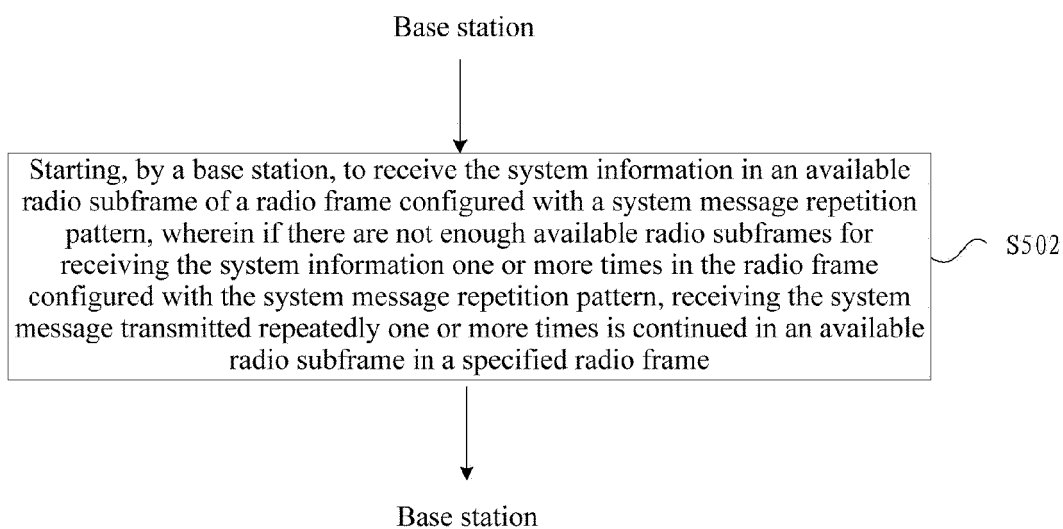 Base station
Starting, by a base station, to receive the system information in an available
radio subframe of a radio frame configured with a system message repetition
pattern, wherein if there are not enough available radio subframes for
receiving the system information one or more times in the radio frame
configured with the system message repetition pattern, receiving the system
message transmitted repeatedly one or more times is continued in an available
radio subframe in a specified radio frame
S502
Base station